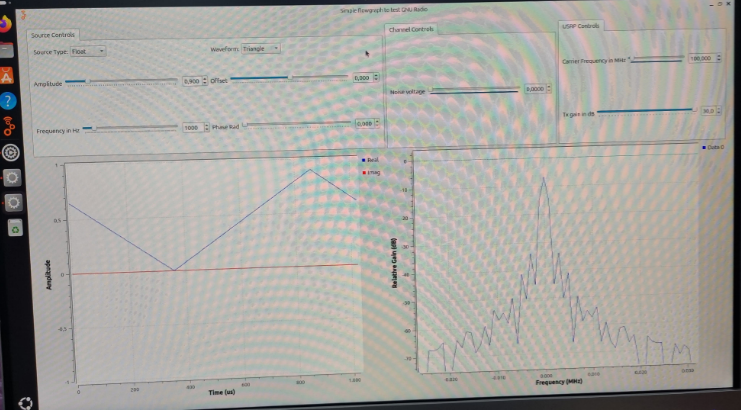 Simple flowgraph to test GNU Radio
Source Controls
Source Type: Float
Waveform: Triangle
Amplitude 0,900 Offset 0,000
Frequency in Hz 1000 Phase Rad 0,000
Channel Controls
Noise voltage 0,0000
USRP Controls
Carrier Frequency in MHz 100,000
Tx gain in dB
Real
Imag
Amplitude
1
0,5
0
-0,5
-1
0 200 400 600 800 1,000
Time (us)
Data 0
Relative Gain (dB)
0
-10
-20
-30
-40
-50
-60
-70
0.000
Frequency (MHz)